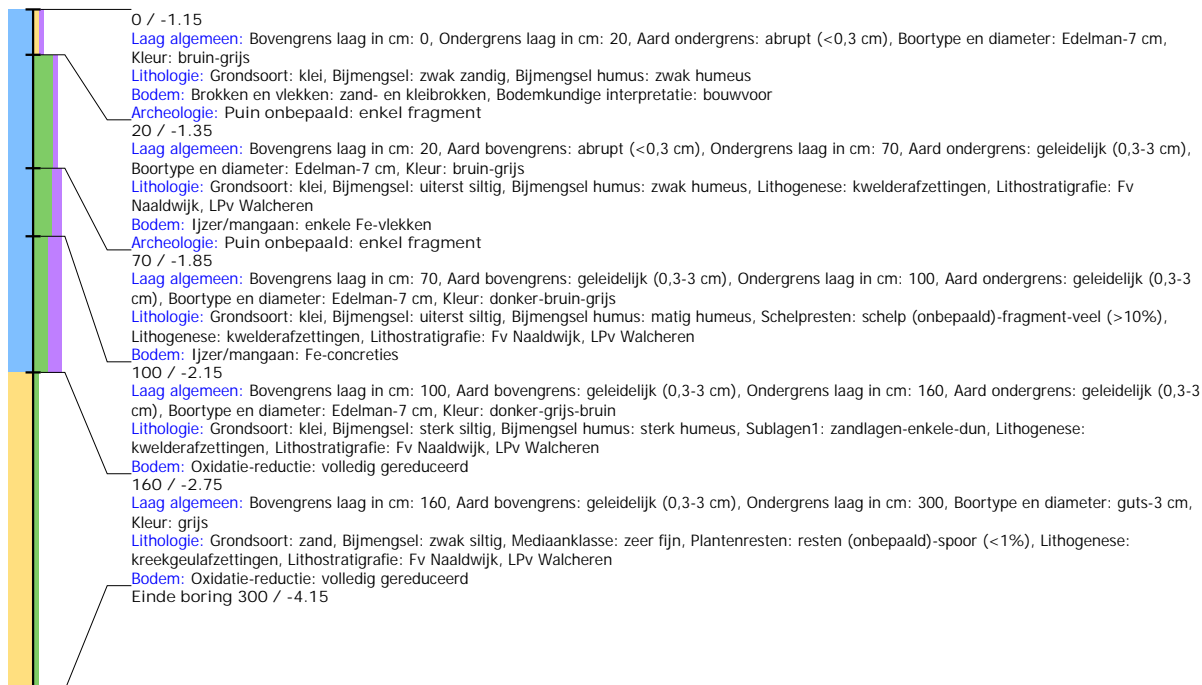 0 / -1.15
Laag algemeen: Bovengrens laag in cm: 0, Ondergrens laag in cm: 20, Aard ondergrens: abrupt (<0,3 cm), Boortype en diameter: Edelman-7 cm,
Kleur: bruin-grijs
Lithologie: Grondsoort: klei, Bijmengsel: zwak zandig, Bijmengsel humus: zwak humeus
Bodem: Brokken en vlekken: zand- en kleibrokken, Bodemkundige interpretatie: bouwvoor
Archeologie: Puin onbepaald: enkel fragment
20 / -1.35
Laag algemeen: Bovengrens laag in cm: 20, Aard bovengrens: abrupt (<0,3 cm), Ondergrens laag in cm: 70, Aard ondergrens: geleidelijk (0,3-3 cm),
Boortype en diameter: Edelman-7 cm, Kleur: bruin-grijs
Lithologie: Grondsoort: klei, Bijmengsel: uiterst siltig, Bijmengsel humus: zwak humeus, Lithogenese: kwelderafzettingen, Lithostratigrafie: Fv
Naaldwijk, LPv Walcheren
Bodem: Ijzer/mangaan: enkele Fe-vlekken
Archeologie: Puin onbepaald: enkel fragment
70 / -1.85
Laag algemeen: Bovengrens laag in cm: 70, Aard bovengrens: geleidelijk (0,3-3 cm), Ondergrens laag in cm: 100, Aard ondergrens: geleidelijk (0,3-3
cm), Boortype en diameter: Edelman-7 cm, Kleur: donker-bruin-grijs
Lithologie: Grondsoort: klei, Bijmengsel: uiterst siltig, Bijmengsel humus: matig humeus, Schelpresten: schelp (onbepaald)-fragment-veel (>10%),
Lithogenese: kwelderafzettingen, Lithostratigrafie: Fv Naaldwijk, LPv Walcheren
Bodem: Ijzer/mangaan: Fe-concreties
100 / -2.15
Laag algemeen: Bovengrens laag in cm: 100, Aard bovengrens: geleidelijk (0,3-3 cm), Ondergrens laag in cm: 160, Aard ondergrens: geleidelijk (0,3-3
cm), Boortype en diameter: Edelman-7 cm, Kleur: donker-grijs-bruin
Lithologie: Grondsoort: klei, Bijmengsel: sterk siltig, Bijmengsel humus: sterk humeus, Sublagen1: zandlagen-enkele-dun, Lithogenese:
kwelderafzettingen, Lithostratigrafie: Fv Naaldwijk, LPv Walcheren
Bodem: Oxidatie-reductie: volledig gereduceerd
160 / -2.75
Laag algemeen: Bovengrens laag in cm: 160, Aard bovengrens: geleidelijk (0,3-3 cm), Ondergrens laag in cm: 300, Boortype en diameter: guts-3 cm,
Kleur: grijs
Lithologie: Grondsoort: zand, Bijmengsel: zwak siltig, Mediaanklasse: zeer fijn, Plantenresten: resten (onbepaald)-spoor (<1%), Lithogenese:
kreekgeulafzettingen, Lithostratigrafie: Fv Naaldwijk, LPv Walcheren
Bodem: Oxidatie-reductie: volledig gereduceerd
Einde boring 300 / -4.15